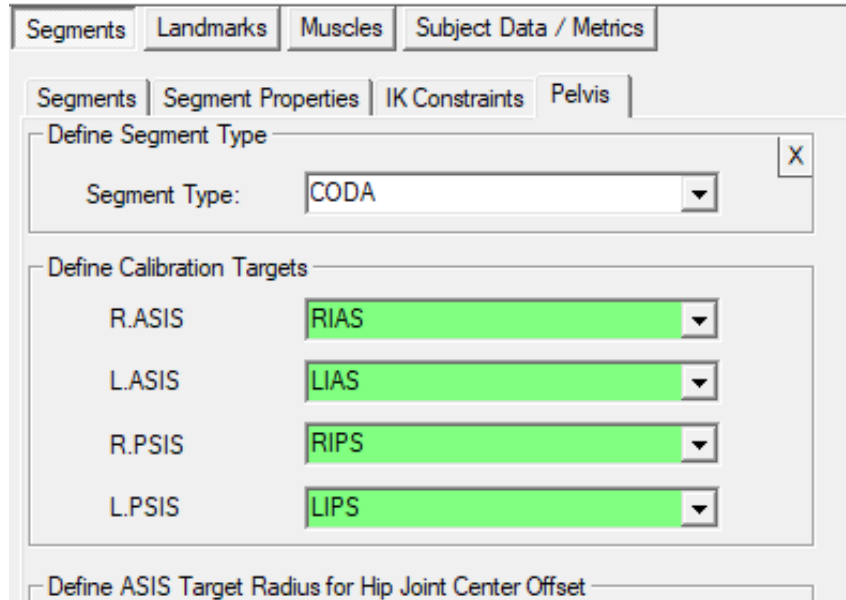 Segments Landmarks Muscles Subject Data / Metrics
Segments Segment Properties IK Constraints Pelvis
Define Segment Type
X
Segment Type: CODA
Define Calibration Targets
R.ASIS RIAS
L.ASIS LIAS
R.PSIS RIPS
L.PSIS LIPS
Define ASIS Target Radius for Hip Joint Center Offset